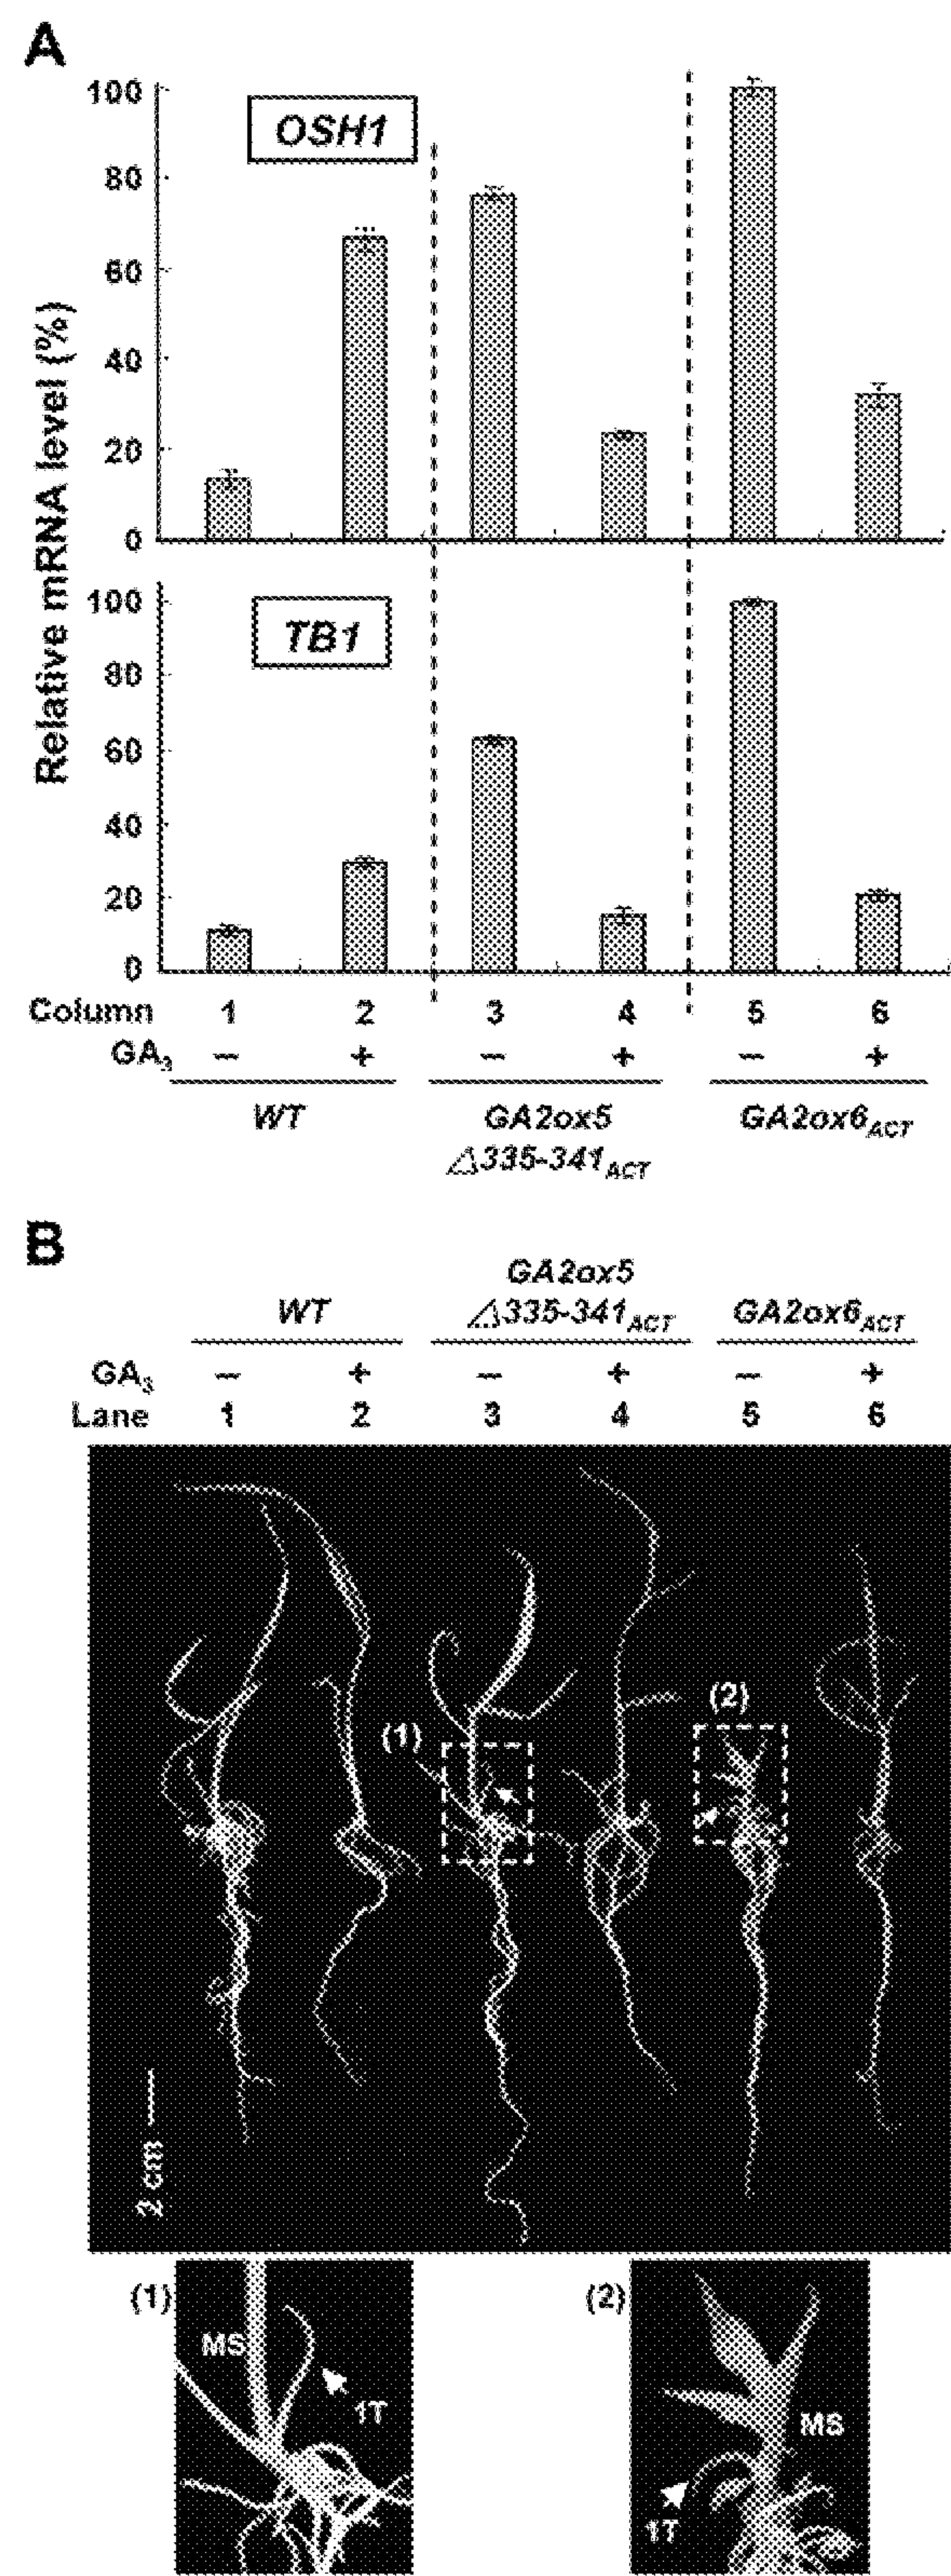 A
OSH1
100
80
60
40
20
0
Relative mRNA level (%)
TB1
100
80
60
40
20
0
Column 1 2 3 4 5 6
GA3 – + – + – +
WT GA2ox5 GA2ox6ACT
△335-341ACT
B
GA2ox5
WT △335-341ACT GA2ox6ACT
GA3 – + – + – +
Lane 1 2 3 4 5 6
(2)
(1)
2 cm
(1) (2)
MS
1T
MS
1T